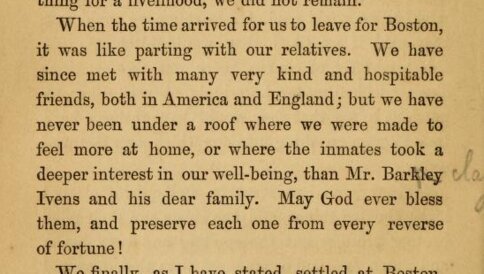 thing for a livelihood, we did not remain.
When the time arrived for us to leave for Boston,
it was like parting with our relatives. We have
since met with many very kind and hospitable
friends, both in America and England; but we have
never been under a roof where we were made to
feel more at home, or where the inmates took a
deeper interest in our well-being, than Mr. Barkley
Ivens and his dear family. May God ever bless
them, and preserve each one from every reverse
of fortune!
We finally, as I have stated, settled at Boston,